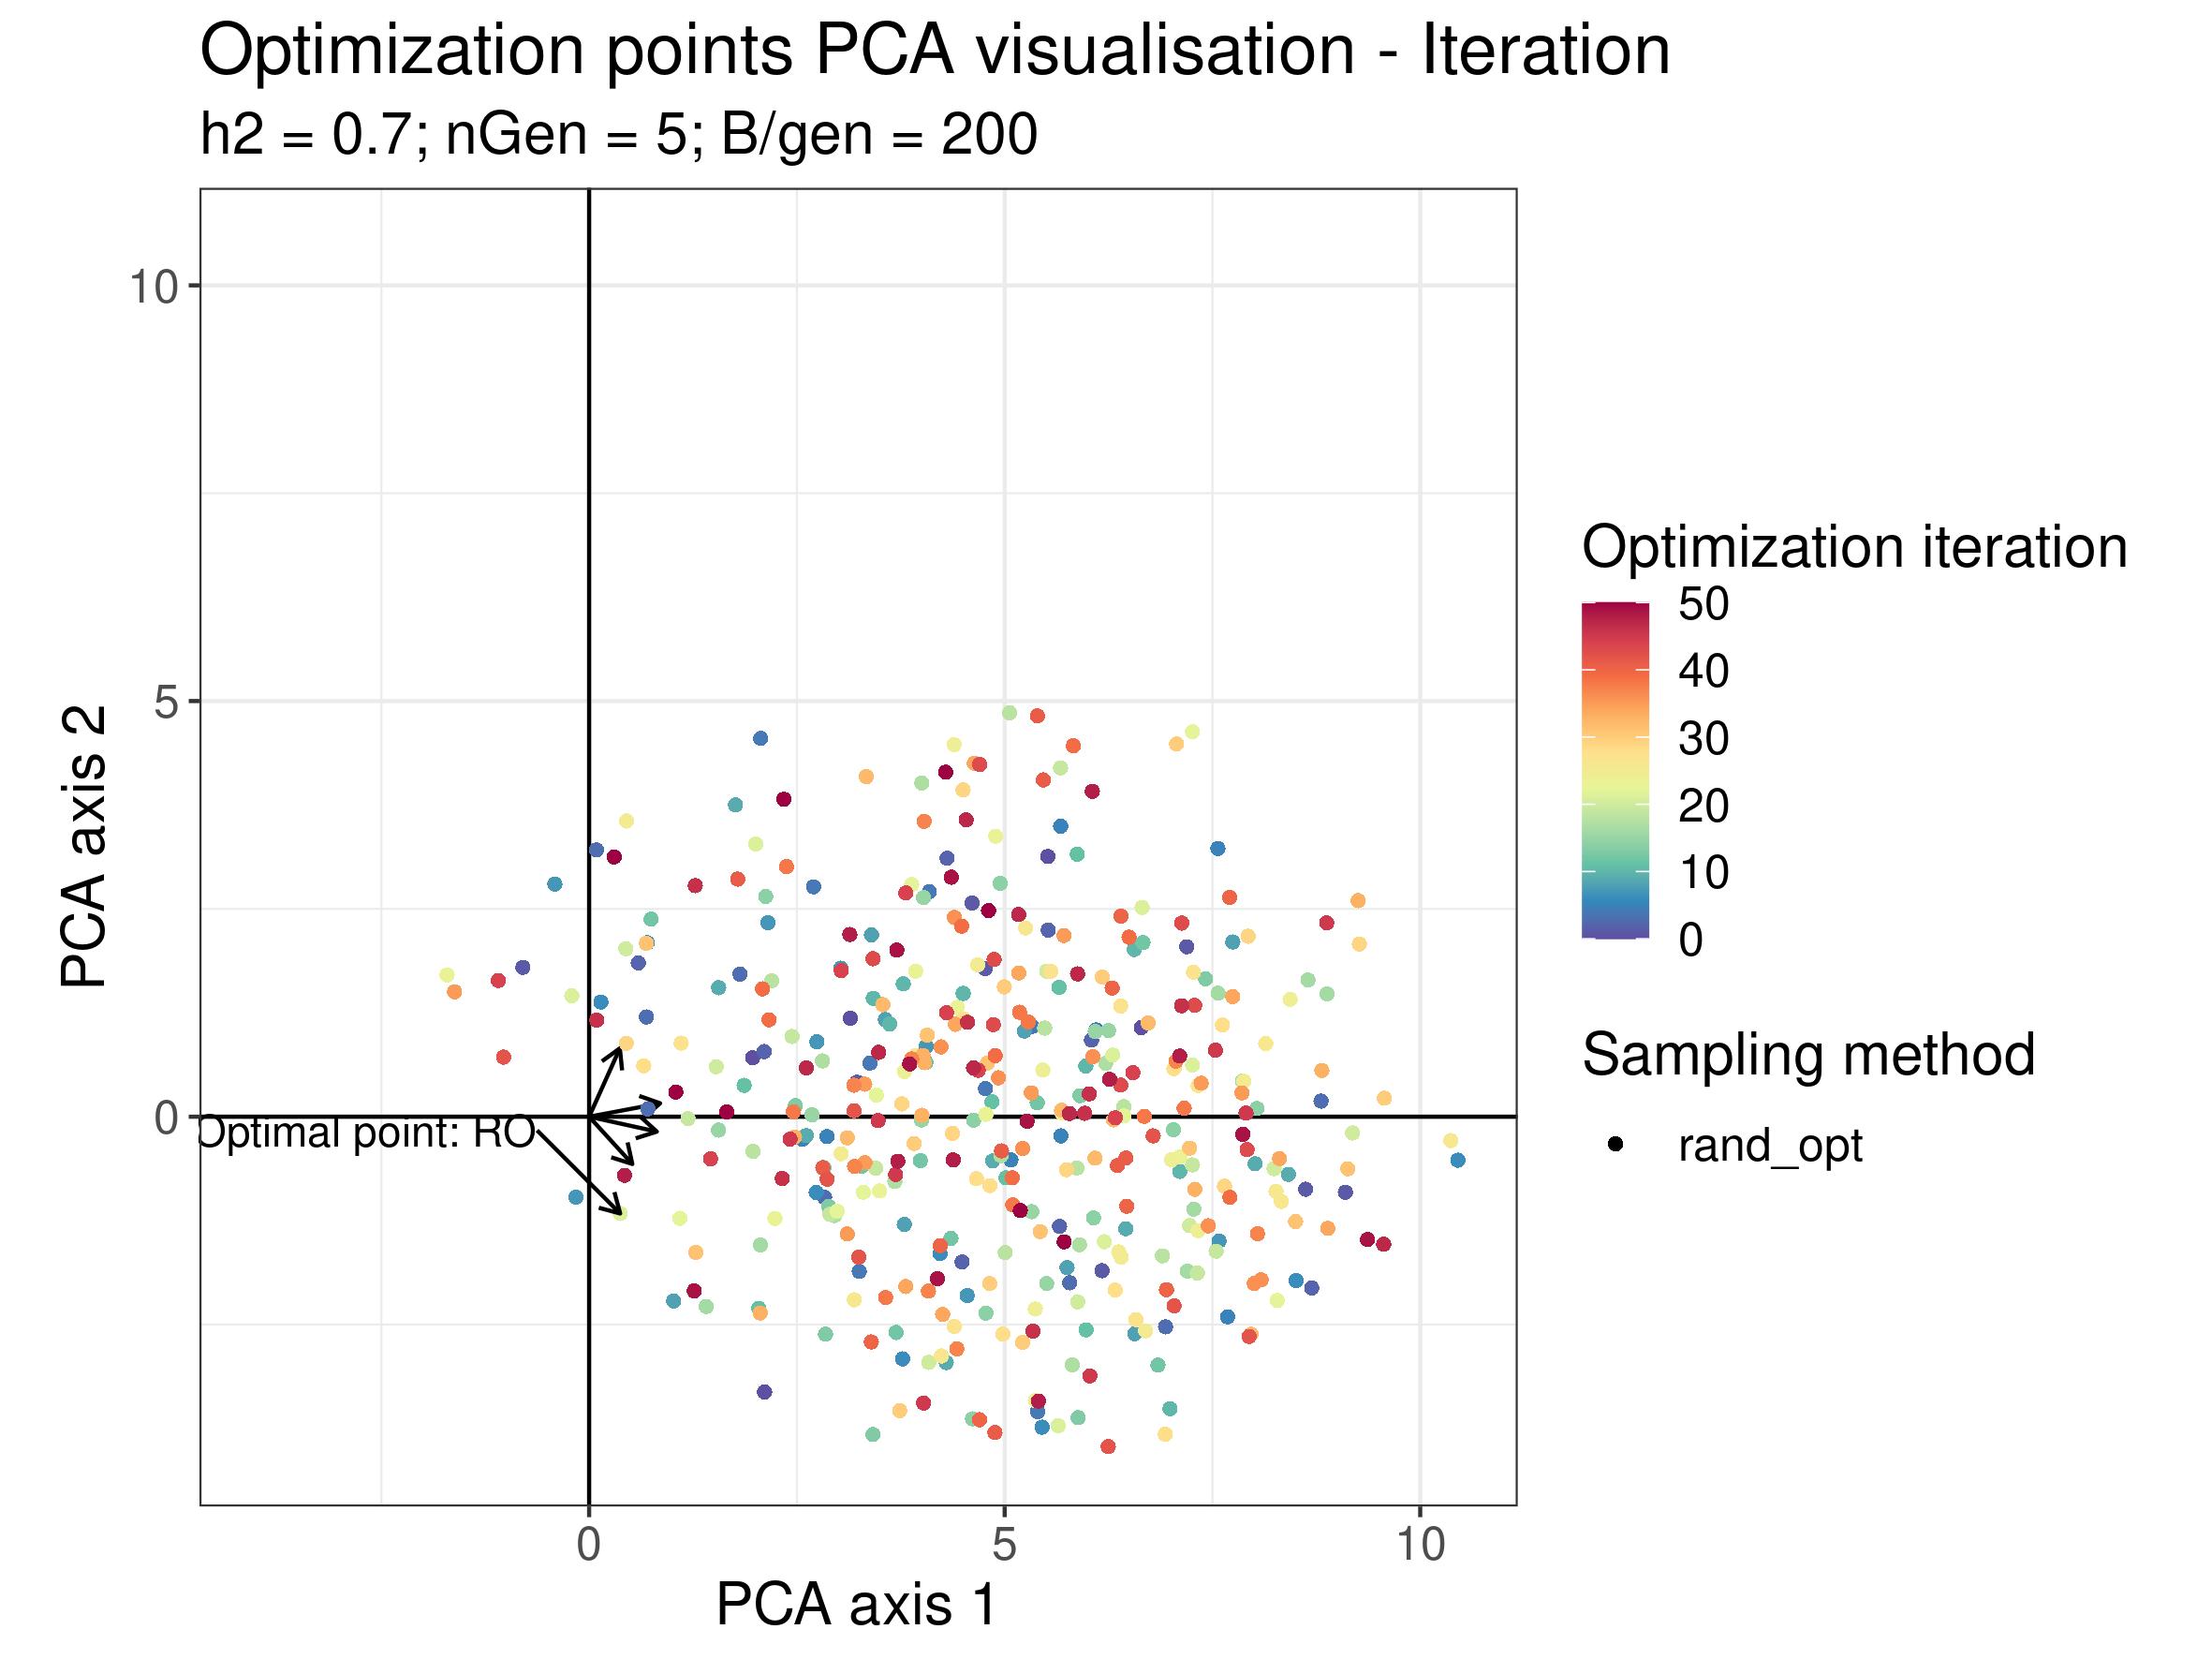 Optimization points PCA visualisation - Iteration
h2 = 0.7; nGen = 5; B/gen = 200
PCA axis 2
10
5
0
Optimal point: RO
0
5
10
PCA axis 1
Optimization iteration
50
40
30
20
10
0
Sampling method
rand_opt